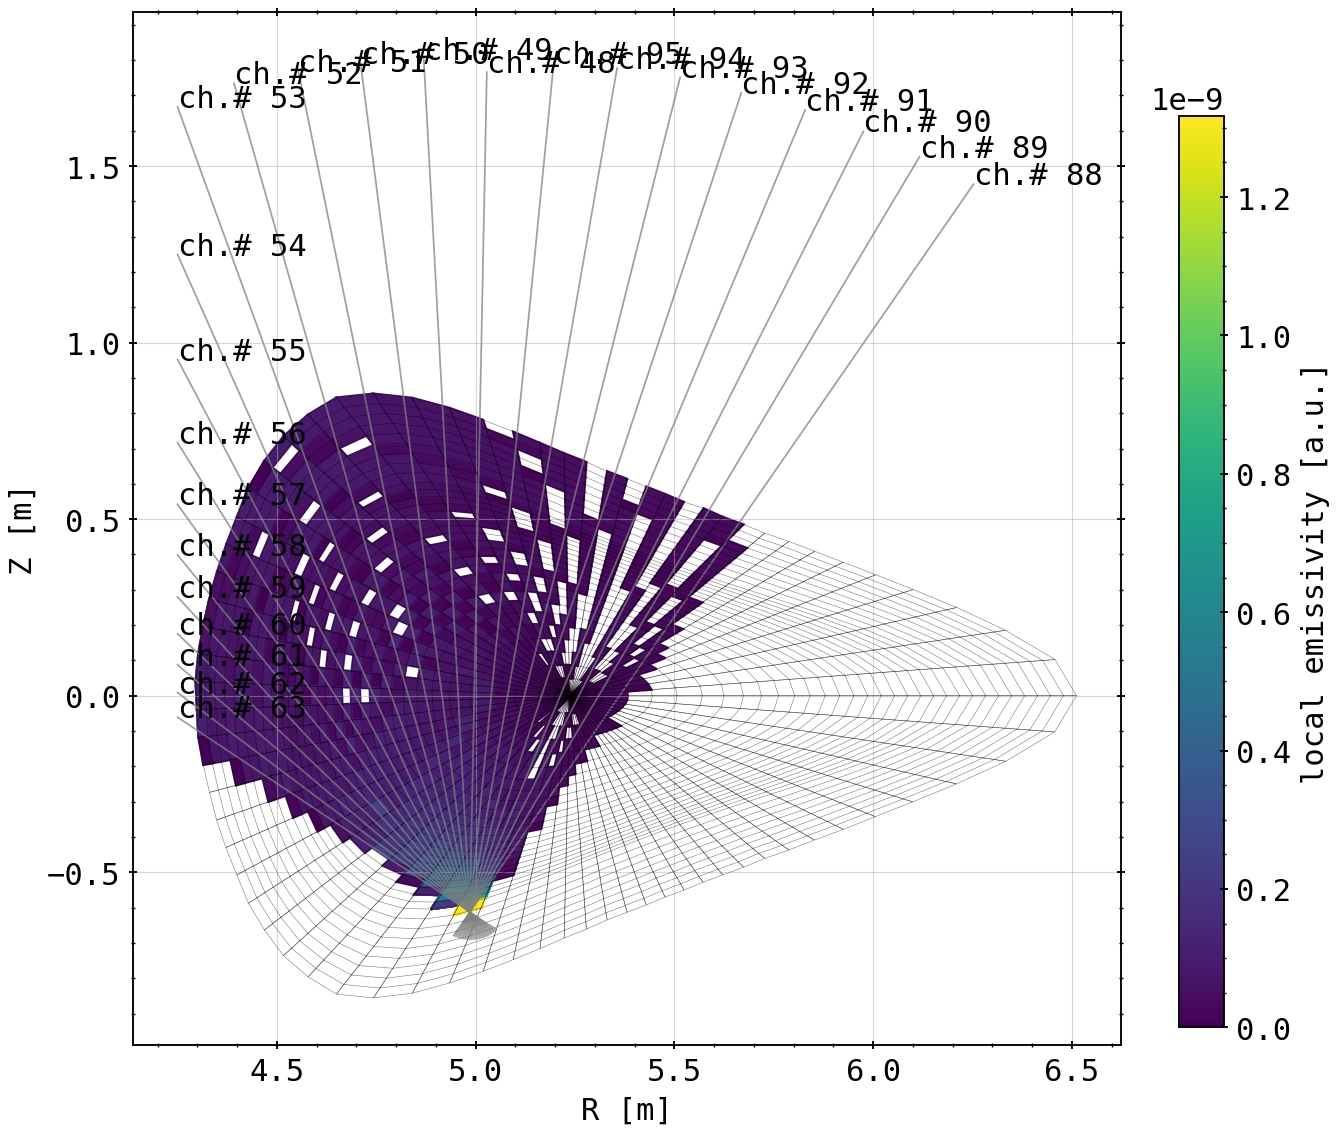 1e−9
ch.# 49
ch.# 50
ch.# 95
ch.# 51
ch.# 94
ch.# 48
ch.# 52
ch.# 93
ch.# 53
ch.# 92
ch.# 91
ch.# 90
ch.# 89
ch.# 88
ch.# 54
ch.# 55
ch.# 56
ch.# 57
ch.# 58
ch.# 59
ch.# 60
ch.# 61
ch.# 62
ch.# 63
1.5
1.0
0.5
0.0
−0.5
Z [m]
4.5
5.0
5.5
6.0
6.5
R [m]
1.2
1.0
0.8
0.6
0.4
0.2
0.0
local emissivity [a.u.]